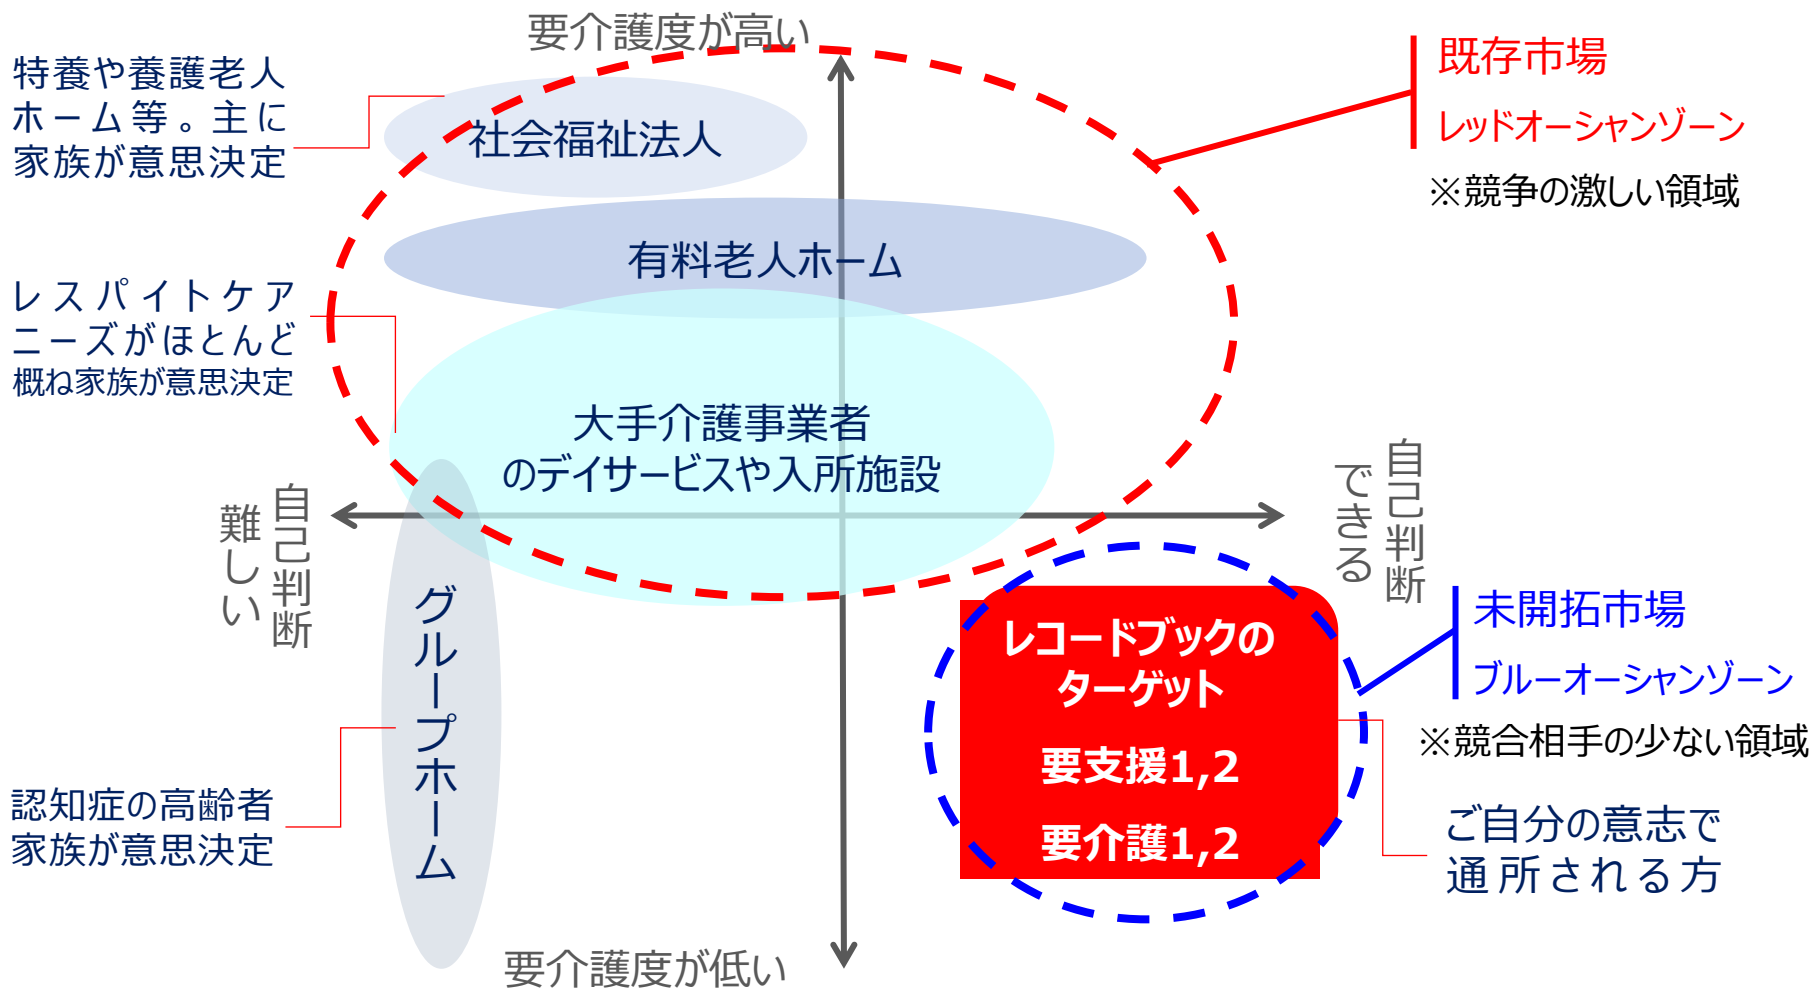 要介護度が高い
特養や養護老人
ホーム等。主に
家族が意思決定
社会福祉法人
既存市場
レッドオーシャンゾーン
※競争の激しい領域
有料老人ホーム
レスパイトケア
ニーズがほとんど
概ね家族が意思決定
大手介護事業者
のデイサービスや入所施設
自己判断
難しい
自己判断
できる
グループホーム
レコードブックの
ターゲット
要支援1,2
要介護1,2
未開拓市場
ブルーオーシャンゾーン
※競合相手の少ない領域
認知症の高齢者
家族が意思決定
ご自分の意志で
通所される方
要介護度が低い